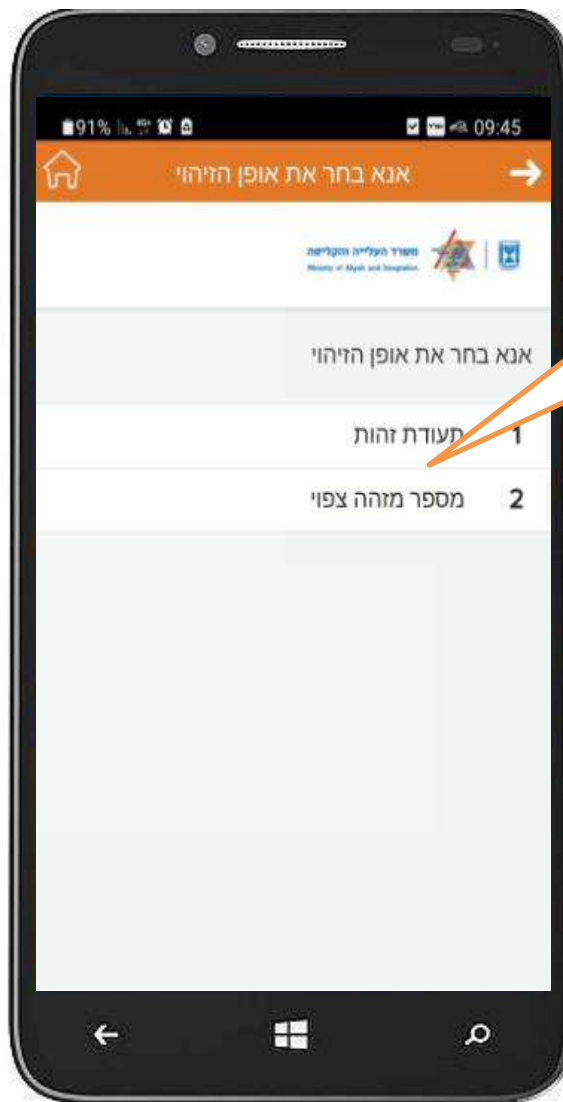 91% 4G+ 09:45
אנא בחר את אופן הזיהוי
משרד העלייה והקליטה
Ministry of Aliyah and Integration
אנא בחר את אופן הזיהוי
1 תעודת זהות
2 מספר מזהה צפוי